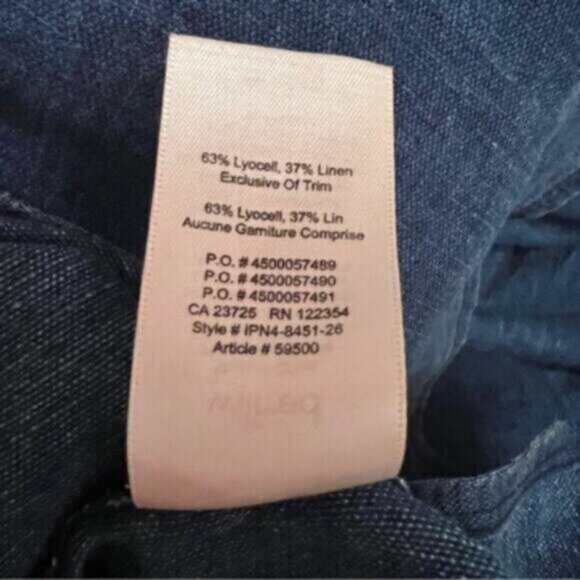 63% Lyocell, 37% Linen
Exclusive Of Trim
63% Lyocell, 37% Lin
Aucune Garniture Comprise
P.O. # 4500057489
P.O. # 4500057490
P.O. # 4500057491
CA 23725 RN 122354
Style # IPN4-8451-26
Article # 59500